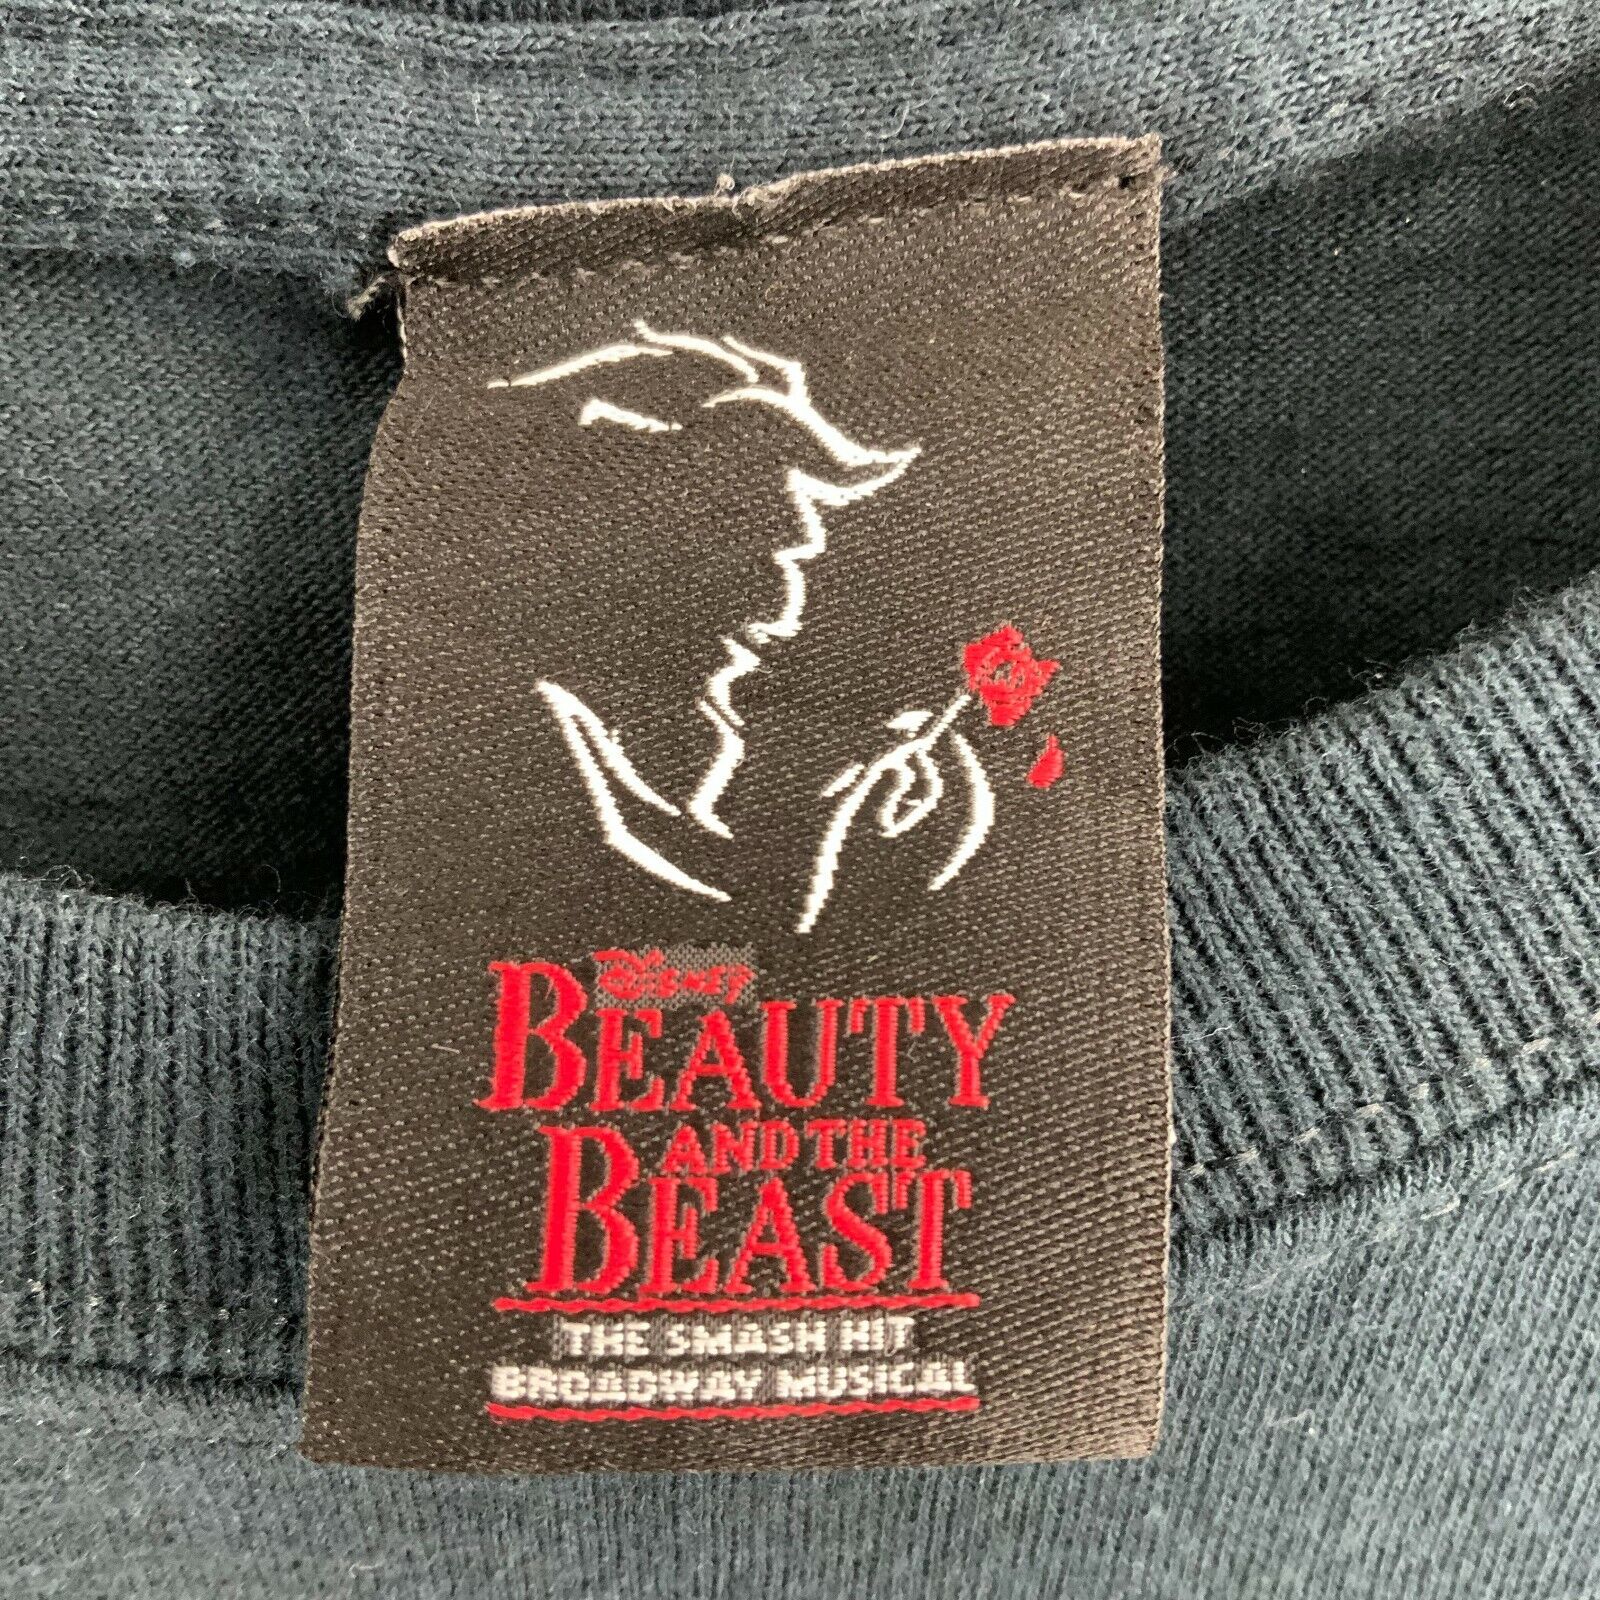 Disney
BEAUTY
AND THE
BEAST
THE SMASH HIT
BROADWAY MUSICAL